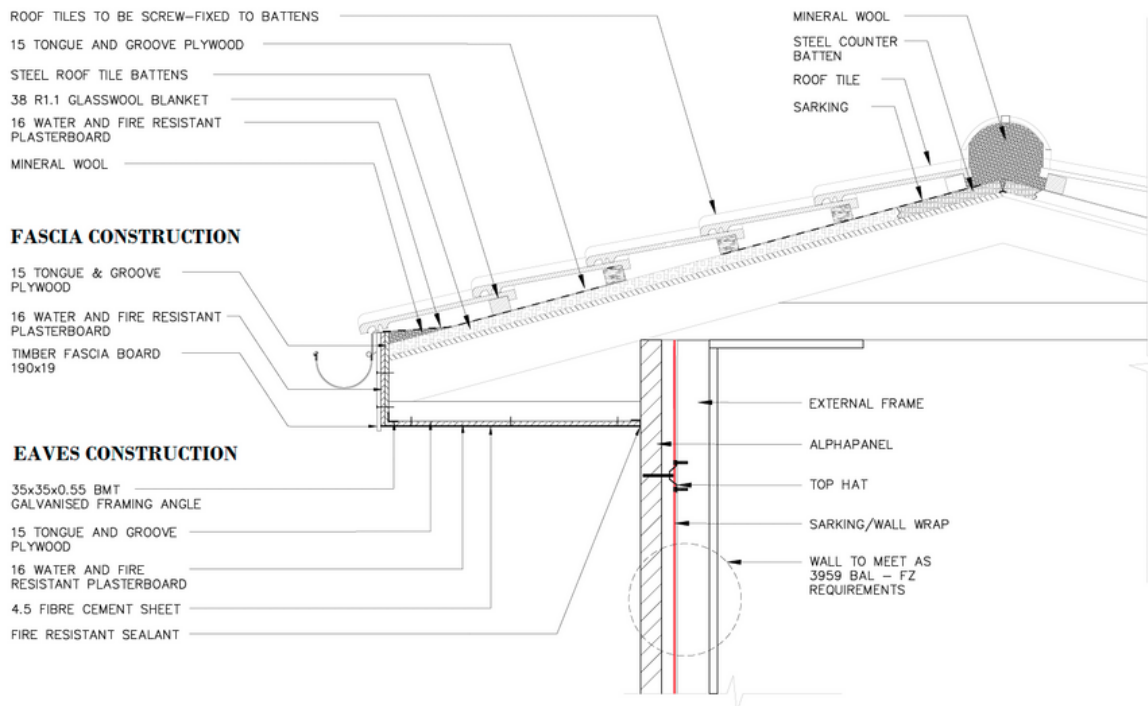 ROOF TILES TO BE SCREW-FIXED TO BATTENS
15 TONGUE AND GROOVE PLYWOOD
STEEL ROOF TILE BATTENS
38 R1.1 GLASSWOOL BLANKET
16 WATER AND FIRE RESISTANT
PLASTERBOARD
MINERAL WOOL
FASCIA CONSTRUCTION
15 TONGUE & GROOVE
PLYWOOD
16 WATER AND FIRE RESISTANT
PLASTERBOARD
TIMBER FASCIA BOARD
190x19
EAVES CONSTRUCTION
35x35x0.55 BMT
GALVANISED FRAMING ANGLE
15 TONGUE AND GROOVE
PLYWOOD
16 WATER AND FIRE
RESISTANT PLASTERBOARD
4.5 FIBRE CEMENT SHEET
FIRE RESISTANT SEALANT
MINERAL WOOL
STEEL COUNTER
BATTEN
ROOF TILE
SARKING
EXTERNAL FRAME
ALPHAPANEL
TOP HAT
SARKING/WALL WRAP
WALL TO MEET AS
3959 BAL - FZ
REQUIREMENTS